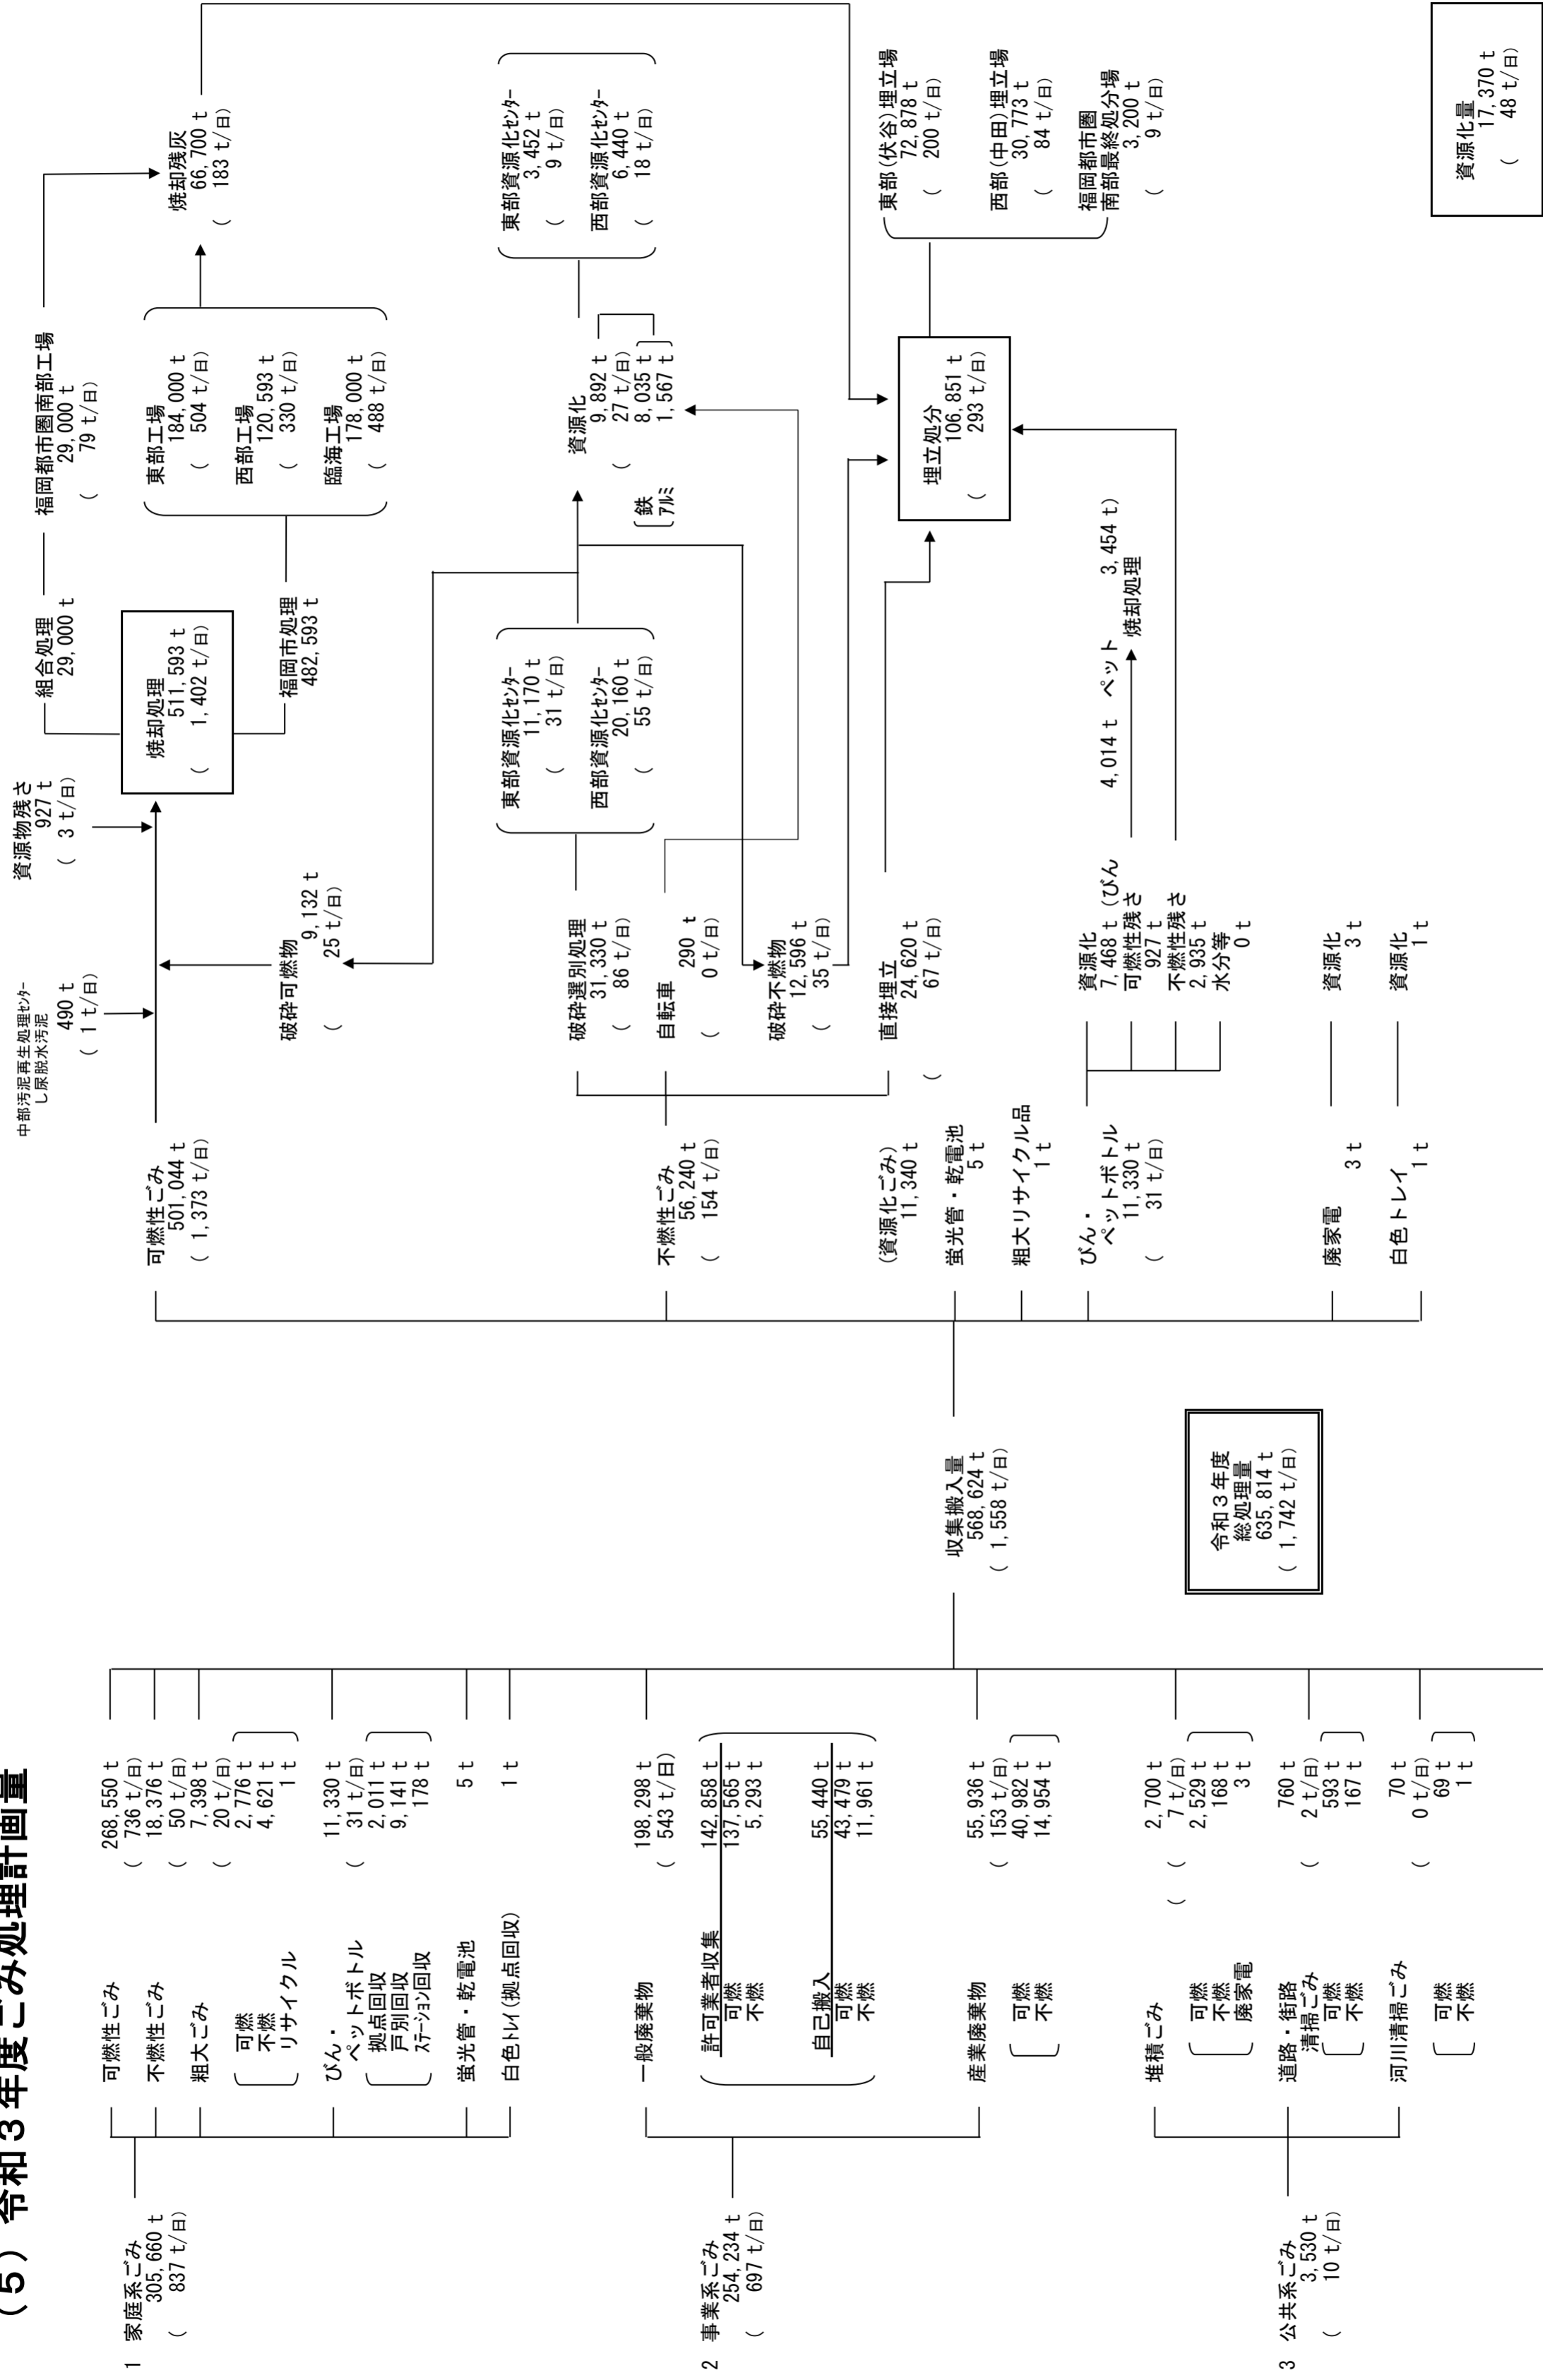 (５) 令和３年度ごみ処理計画量
1 家庭系ごみ
305,660 t
( 837 t/日)
可燃性ごみ 268,550 t
( 736 t/日)
不燃性ごみ 18,376 t
( 50 t/日)
粗大ごみ 7,398 t
( 20 t/日)
可燃 2,776 t
不燃 4,621 t
リサイクル 1 t
びん・ 11,330 t
ペットボトル ( 31 t/日)
拠点回収 2,011 t
戸別回収 9,141 t
ｽﾃｰｼｮﾝ回収 178 t
蛍光管・乾電池 5 t
白色ﾄﾚｲ(拠点回収) 1 t
2 事業系ごみ
254,234 t
( 697 t/日)
一般廃棄物 198,298 t
( 543 t/日)
許可業者収集 142,858 t
可燃 137,565 t
不燃 5,293 t
自己搬入 55,440 t
可燃 43,479 t
不燃 11,961 t
産業廃棄物 55,936 t
( 153 t/日)
可燃 40,982 t
不燃 14,954 t
3 公共系ごみ
3,530 t
( 10 t/日)
堆積ごみ 2,700 t
( ( 7 t/日)
可燃 2,529 t
不燃 168 t
廃家電 3 t
道路・街路 760 t
清掃ごみ ( 2 t/日)
可燃 593 t
不燃 167 t
河川清掃ごみ 70 t
( 0 t/日)
可燃 69 t
不燃 1 t
収集搬入量
568,624 t
( 1,558 t/日)
令和３年度
総処理量
635,814 t
( 1,742 t/日)
可燃性ごみ
501,044 t
( 1,373 t/日)
中部汚泥再生処理ｾﾝﾀｰ
し尿脱水汚泥
490 t
( 1 t/日)
資源物残さ
927 t
( 3 t/日)
破砕可燃物
9,132 t
( 25 t/日)
焼却処理
511,593 t
( 1,402 t/日)
組合処理
29,000 t
福岡都市圏南部工場
29,000 t
( 79 t/日)
福岡市処理
482,593 t
東部工場
184,000 t
( 504 t/日)
西部工場
120,593 t
( 330 t/日)
臨海工場
178,000 t
( 488 t/日)
焼却残灰
66,700 t
( 183 t/日)
不燃性ごみ
56,240 t
( 154 t/日)
破砕選別処理
31,330 t
( 86 t/日)
自転車
290 t
( 0 t/日)
破砕不燃物
12,596 t
( 35 t/日)
直接埋立
24,620 t
( 67 t/日)
東部資源化ｾﾝﾀｰ
11,170 t
( 31 t/日)
西部資源化ｾﾝﾀｰ
20,160 t
( 55 t/日)
資源化
9,892 t
( 27 t/日)
鉄 8,035 t
ｱﾙﾐ 1,567 t
東部資源化ｾﾝﾀｰ
3,452 t
( 9 t/日)
西部資源化ｾﾝﾀｰ
6,440 t
( 18 t/日)
埋立処分
106,851 t
( 293 t/日)
東部(伏谷)埋立場
72,878 t
( 200 t/日)
西部(中田)埋立場
30,773 t
( 84 t/日)
福岡都市圏
南部最終処分場
3,200 t
( 9 t/日)
(資源化ごみ)
11,340 t
蛍光管・乾電池
5 t
粗大リサイクル品
1 t
びん・
ペットボトル
11,330 t
( 31 t/日)
資源化
7,468 t (びん 4,014 t ペット 3,454 t)
可燃性残さ 焼却処理
927 t
不燃性残さ
2,935 t
水分等
0 t
廃家電
3 t
資源化
3 t
白色トレイ
1 t
資源化
1 t
資源化量
17,370 t
( 48 t/日)